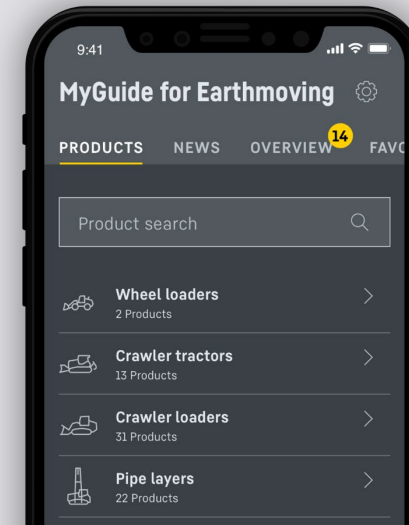 9:41
MyGuide for Earthmoving
PRODUCTS NEWS OVERVIEW 14 FAVO
Product search
Wheel loaders
2 Products
Crawler tractors
13 Products
Crawler loaders
31 Products
Pipe layers
22 Products